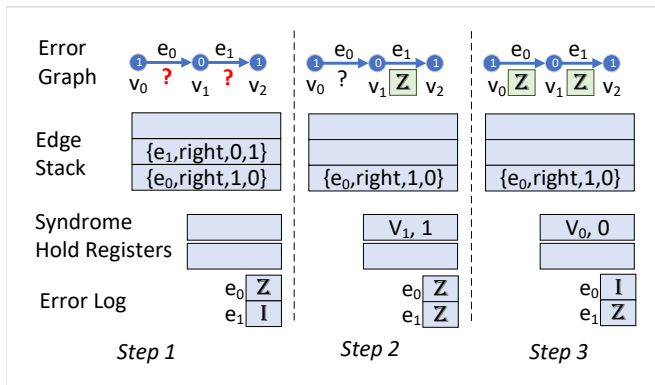 Error Graph
e₀ e₁
1 0 1
v₀ ? v₁ ? v₂
e₀ e₁
1 0 1
v₀ ? v₁ Z v₂
e₀ e₁
1 0 1
v₀ Z v₁ Z v₂
Edge Stack
{e₁,right,0,1}
{e₀,right,1,0}
{e₀,right,1,0}
{e₀,right,1,0}
Syndrome Hold Registers
V₁, 1
V₀, 0
Error Log
e₀ Z
e₁ I
e₀ Z
e₁ Z
e₀ I
e₁ Z
Step 1
Step 2
Step 3